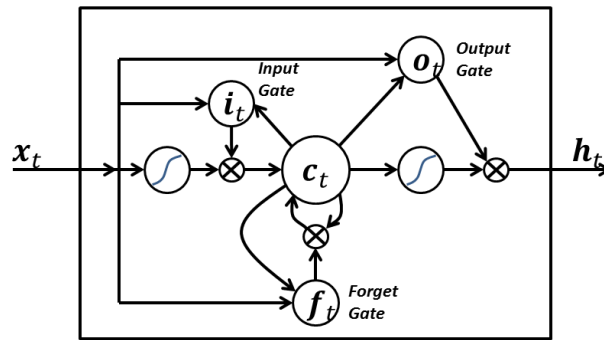 Output
Gate
o_t
Input
Gate
i_t
x_t
c_t
h_t
f_t
Forget
Gate